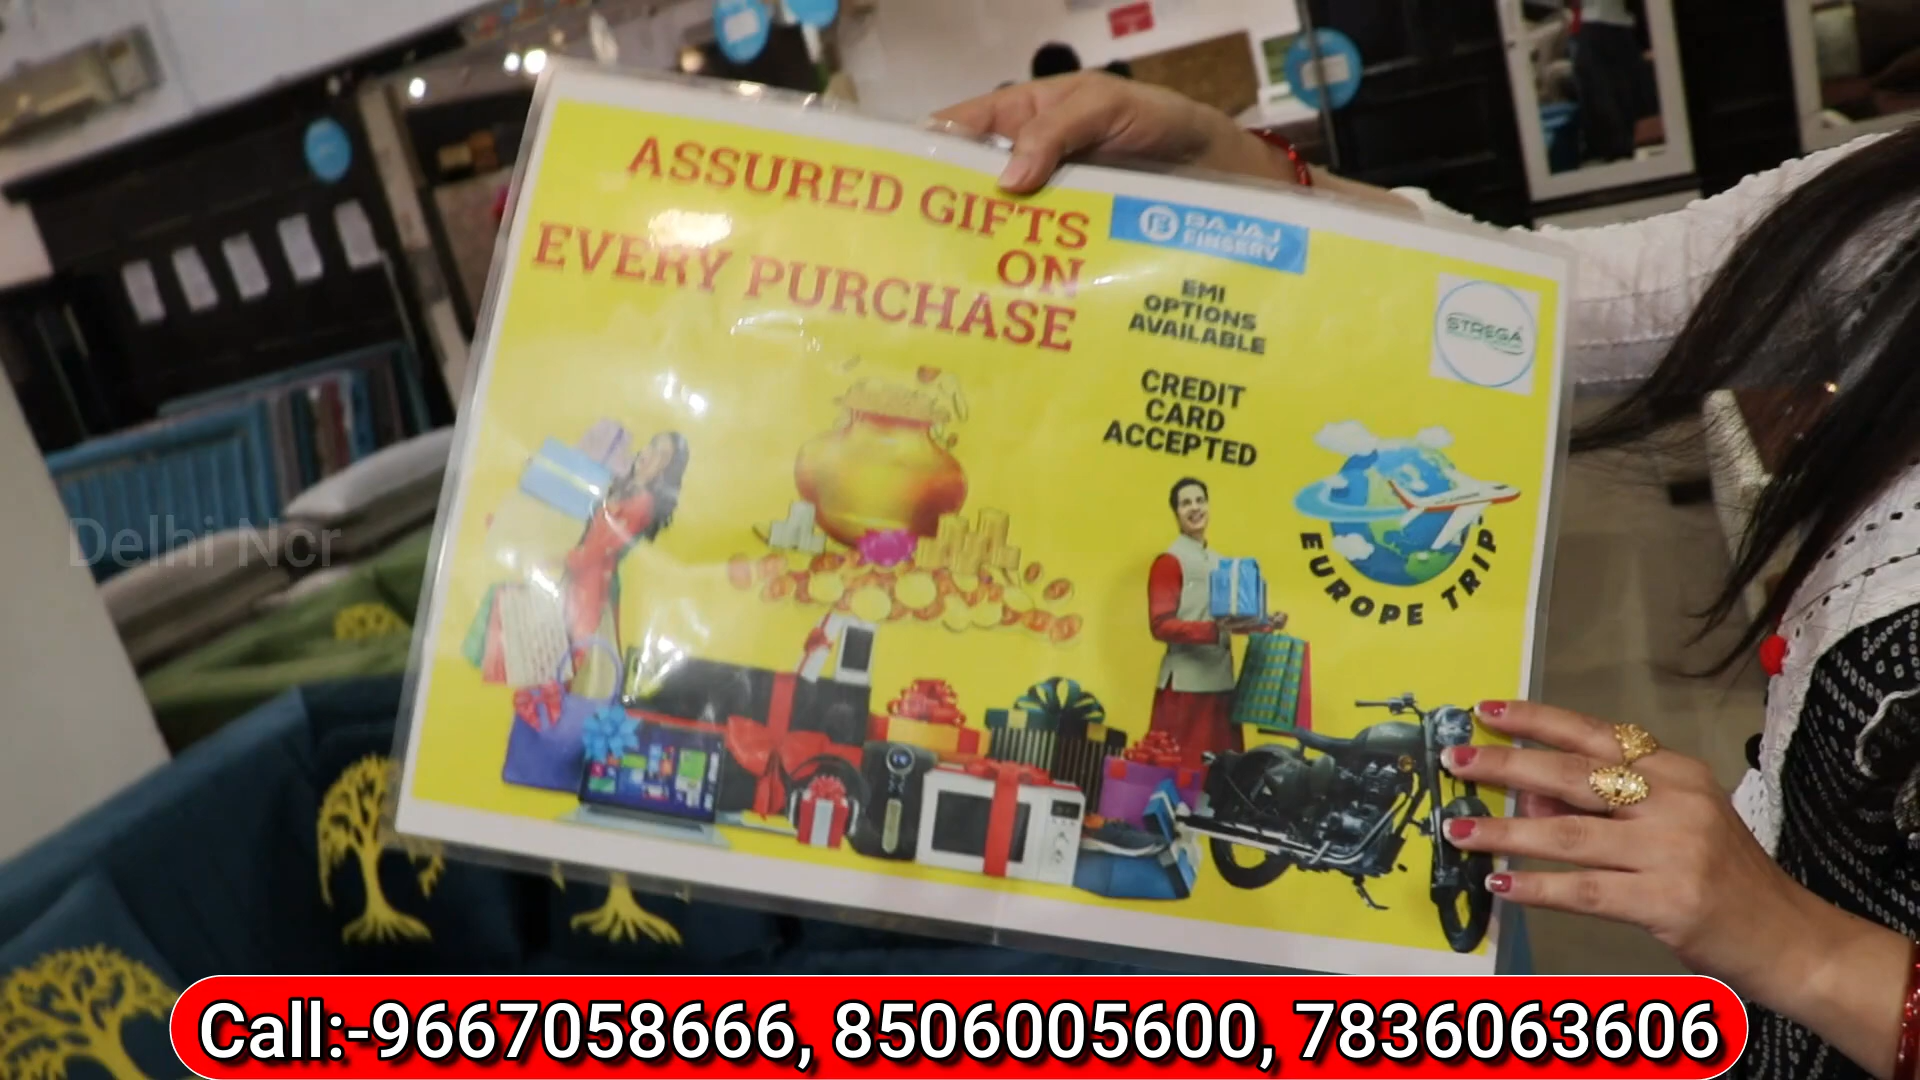 ASSURED GIFTS
ON
EVERY PURCHASE
BAJAJ
FINSERV
EMI
OPTIONS
AVAILABLE
CREDIT
CARD
ACCEPTED
STREGA
EUROPE TRIP
Delhi Ncr
Call:-9667058666, 8506005600, 7836063606